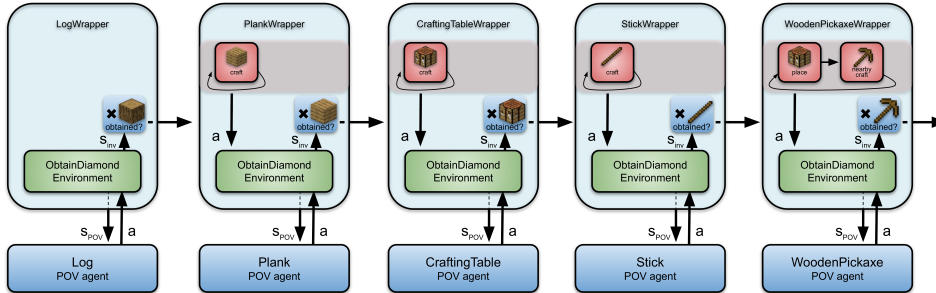 LogWrapper
obtained?
s_inv
ObtainDiamond
Environment
s_POV
a
Log
POV agent
PlankWrapper
craft
a
obtained?
s_inv
ObtainDiamond
Environment
s_POV
a
Plank
POV agent
CraftingTableWrapper
craft
a
obtained?
s_inv
ObtainDiamond
Environment
s_POV
a
CraftingTable
POV agent
StickWrapper
craft
a
obtained?
s_inv
ObtainDiamond
Environment
s_POV
a
Stick
POV agent
WoodenPickaxeWrapper
place
nearby
craft
a
obtained?
s_inv
ObtainDiamond
Environment
s_POV
a
WoodenPickaxe
POV agent